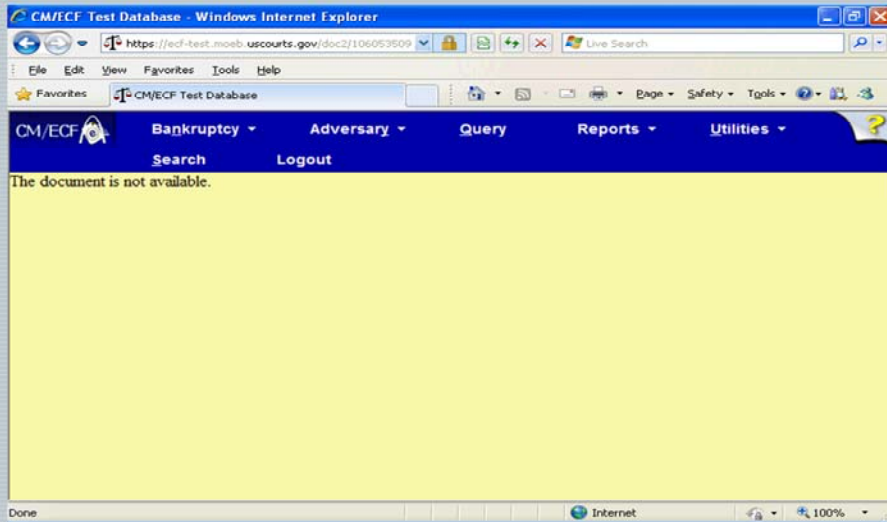 CM/ECF Test Database - Windows Internet Explorer
https://ecf-test.moeb.uscourts.gov/doc2/106053509 Live Search
File Edit View Favorites Tools Help
Favorites CM/ECF Test Database Page Safety Tools
CM/ECF Bankruptcy Adversary Query Reports Utilities ?
Search Logout
The document is not available.
Done Internet 100%